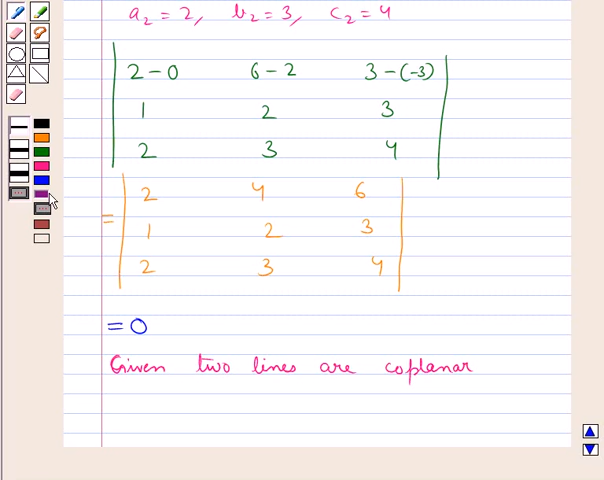 a₂ = 2, b₂ = 3, c₂ = 4
| 2 - 0 6 - 2 3 - (-3) |
| 1 2 3 |
| 2 3 4 |
= | 2 4 6 |
| 1 2 3 |
| 2 3 4 |
= 0
Given two lines are coplanar